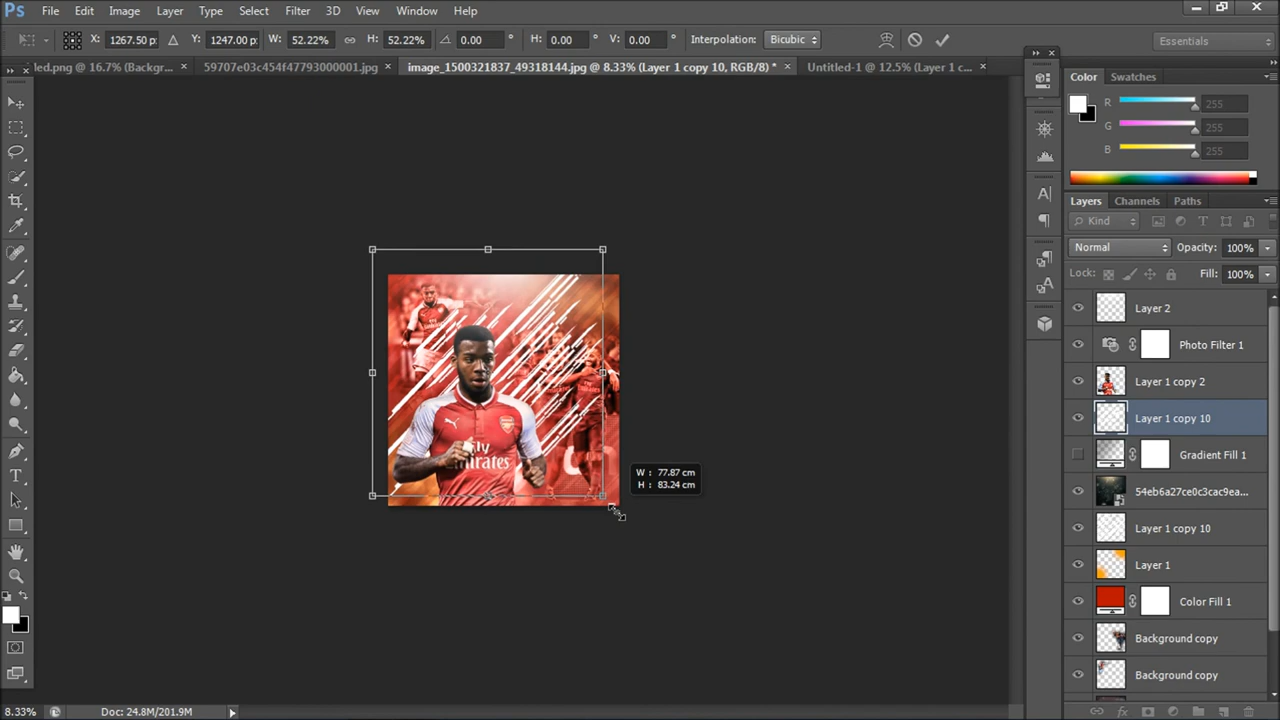 Ps File Edit Image Layer Type Select Filter 3D View Window Help
X: 1267.50 p: Y: 1247.00 p: W: 52.22% H: 52.22% 0.00 ° H: 0.00 ° V: 0.00 ° Interpolation: Bicubic Essentials
led.png @ 16.7% (Backgr... × 59707e03c454f47793000001.jpg × image_1500321837_49318144.jpg @ 8.33% (Layer 1 copy 10, RGB/8) * × Untitled-1 @ 12.5% (Layer 1 c... ×
Color Swatches
R 255
G 255
B 255
Layers Channels Paths
Kind
Normal Opacity: 100%
Lock: Fill: 100%
Layer 2
Photo Filter 1
Layer 1 copy 2
Layer 1 copy 10
Gradient Fill 1
54eb6a27ce0c3cac9ea...
Layer 1 copy 10
Layer 1
Color Fill 1
Background copy
Background copy
Fly
Emirates
W : 77.87 cm
H : 83.24 cm
8.33% Doc: 24.8M/201.9M